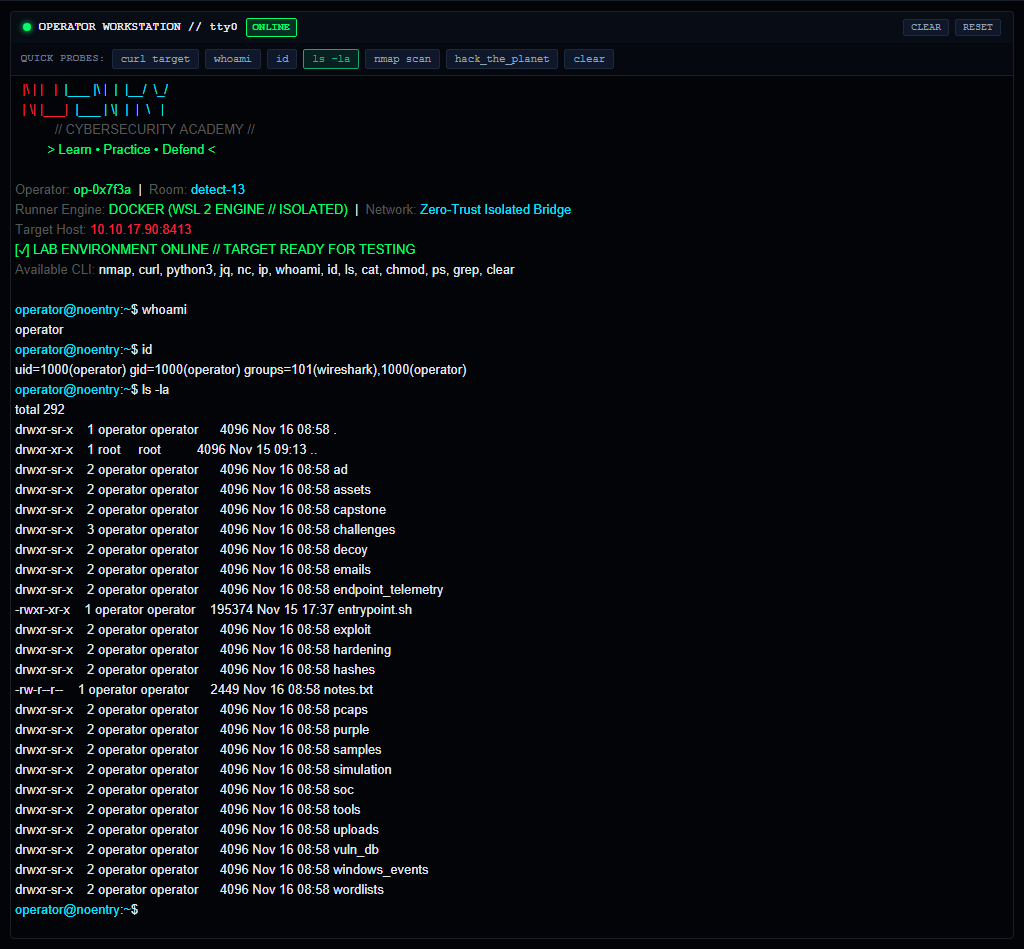 OPERATOR WORKSTATION // tty0 ONLINE CLEAR RESET
QUICK PROBES: curl target whoami id ls -la nmap scan hack_the_planet clear
|\ | |   |  |___ |\ |  |  |__/  \_/
| \| |___|  |___ | \|  |  |  \   |
// CYBERSECURITY ACADEMY //
> Learn • Practice • Defend <
Operator: op-0x7f3a | Room: detect-13
Runner Engine: DOCKER (WSL 2 ENGINE // ISOLATED) | Network: Zero-Trust Isolated Bridge
Target Host: 10.10.17.90:8413
[✓] LAB ENVIRONMENT ONLINE // TARGET READY FOR TESTING
Available CLI: nmap, curl, python3, jq, nc, ip, whoami, id, ls, cat, chmod, ps, grep, clear
operator@noentry:~$ whoami
operator
operator@noentry:~$ id
uid=1000(operator) gid=1000(operator) groups=101(wireshark),1000(operator)
operator@noentry:~$ ls -la
total 292
drwxr-sr-x 1 operator operator 4096 Nov 16 08:58 .
drwxr-xr-x 1 root root 4096 Nov 15 09:13 ..
drwxr-sr-x 2 operator operator 4096 Nov 16 08:58 ad
drwxr-sr-x 2 operator operator 4096 Nov 16 08:58 assets
drwxr-sr-x 2 operator operator 4096 Nov 16 08:58 capstone
drwxr-sr-x 3 operator operator 4096 Nov 16 08:58 challenges
drwxr-sr-x 2 operator operator 4096 Nov 16 08:58 decoy
drwxr-sr-x 2 operator operator 4096 Nov 16 08:58 emails
drwxr-sr-x 2 operator operator 4096 Nov 16 08:58 endpoint_telemetry
-rwxr-xr-x 1 operator operator 195374 Nov 15 17:37 entrypoint.sh
drwxr-sr-x 2 operator operator 4096 Nov 16 08:58 exploit
drwxr-sr-x 2 operator operator 4096 Nov 16 08:58 hardening
drwxr-sr-x 2 operator operator 4096 Nov 16 08:58 hashes
-rw-r--r-- 1 operator operator 2449 Nov 16 08:58 notes.txt
drwxr-sr-x 2 operator operator 4096 Nov 16 08:58 pcaps
drwxr-sr-x 2 operator operator 4096 Nov 16 08:58 purple
drwxr-sr-x 2 operator operator 4096 Nov 16 08:58 samples
drwxr-sr-x 2 operator operator 4096 Nov 16 08:58 simulation
drwxr-sr-x 2 operator operator 4096 Nov 16 08:58 soc
drwxr-sr-x 2 operator operator 4096 Nov 16 08:58 tools
drwxr-sr-x 2 operator operator 4096 Nov 16 08:58 uploads
drwxr-sr-x 2 operator operator 4096 Nov 16 08:58 vuln_db
drwxr-sr-x 2 operator operator 4096 Nov 16 08:58 windows_events
drwxr-sr-x 2 operator operator 4096 Nov 16 08:58 wordlists
operator@noentry:~$